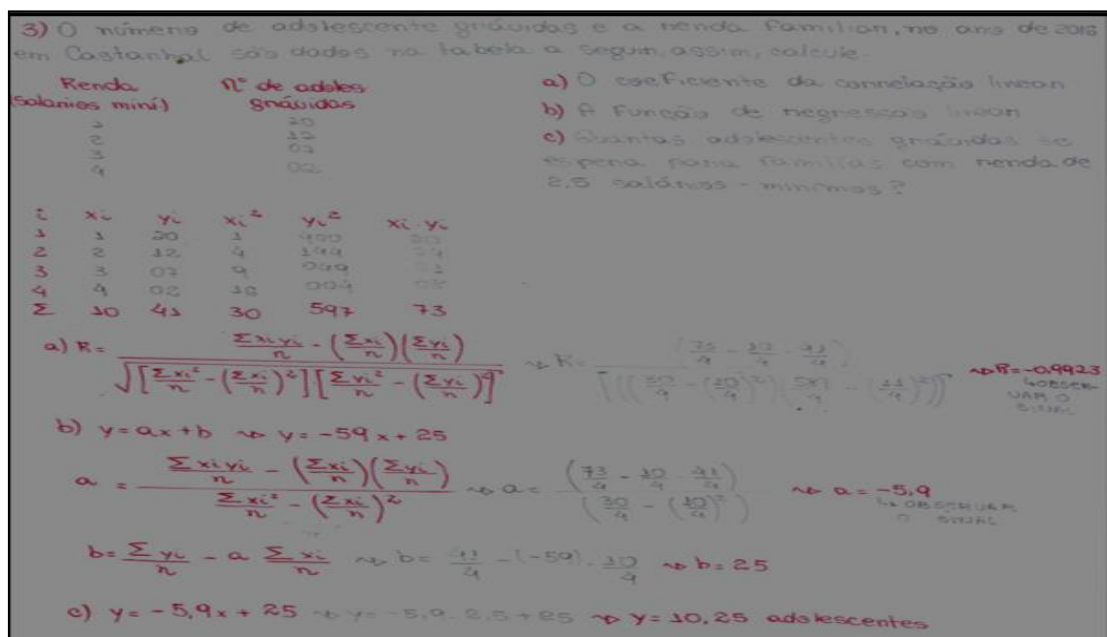 3) O número de adolescente grávidas e a renda familiar, no ano de 2018
em Castanhal são dados na tabela a seguir, assim, calcule.
Renda Nº de adoles
(Salarios mini) grávidas
1 20
2 12
3 07
4 02
a) O coeficiente da correlação linear
b) A Função de regressão linear
c) Quantas adolescentes grávidas se
espera para famílias com renda de
2,5 salários-mínimos?
i xi yi xi² yi² xi·yi
1 1 20 1 400 20
2 2 12 4 144 24
3 3 07 9 049
4 4 02 16 004
Σ 10 41 30 597 73
a) R = (Σxiyi/n - (Σxi/n)(Σyi/n)) / √[Σxi²/n - (Σxi/n)²][Σyi²/n - (Σyi/n)²] ⇝ R= ⇝ R=-0,9923
↳ OBSER-
VAR O
SINAL
b) y=ax+b ⇝ y=-59x+25
a = (Σxiyi/n - (Σxi/n)(Σyi/n)) / (Σxi²/n - (Σxi/n)²) ⇝ a = (73/4 - 10/4 · 41/4) / (30/4 - (10/4)²) ⇝ a = -5,9
↳ OBSERVAR
O SINAL
b = Σyi/n - a Σxi/n ⇝ b = 41/4 - (-59) · 10/4 ⇝ b = 25
c) y = -5,9x + 25 ⇝ y = -5,9 · 2,5 + 25 ⇝ y = 10,25 adolescentes